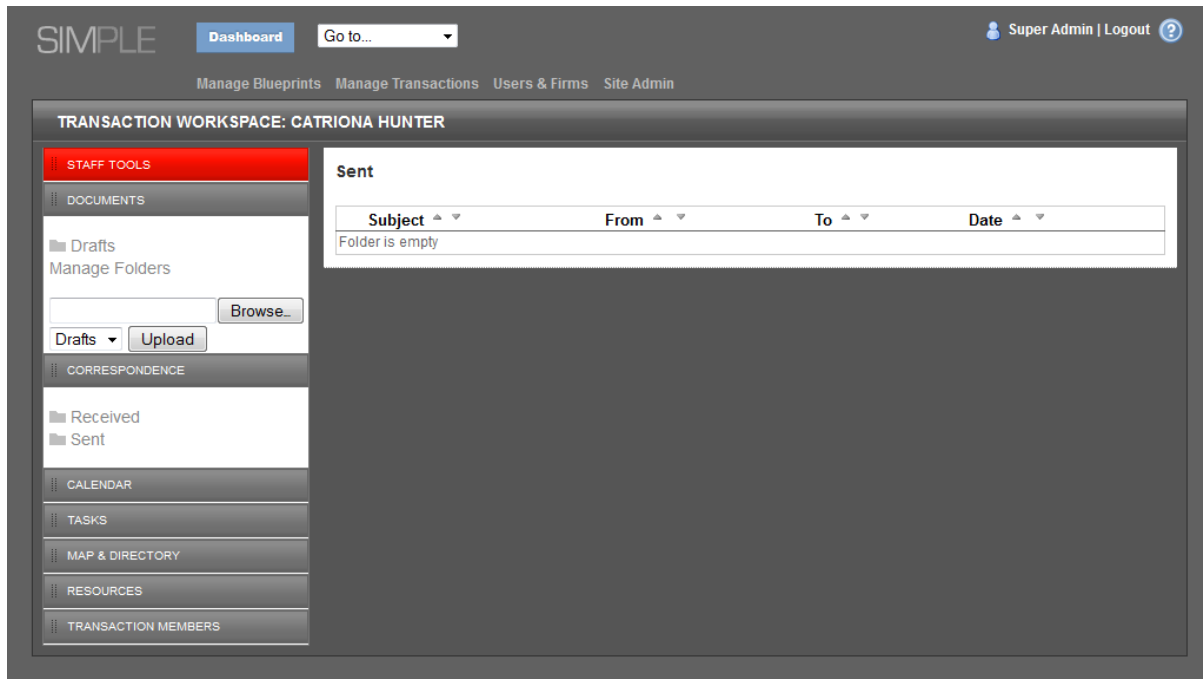 SIMPLE Dashboard Go to... Super Admin | Logout ?
Manage Blueprints Manage Transactions Users & Firms Site Admin
TRANSACTION WORKSPACE: CATRIONA HUNTER
STAFF TOOLS
DOCUMENTS
Drafts
Manage Folders
Browse...
Drafts Upload
CORRESPONDENCE
Received
Sent
CALENDAR
TASKS
MAP & DIRECTORY
RESOURCES
TRANSACTION MEMBERS
Sent
Subject From To Date
Folder is empty